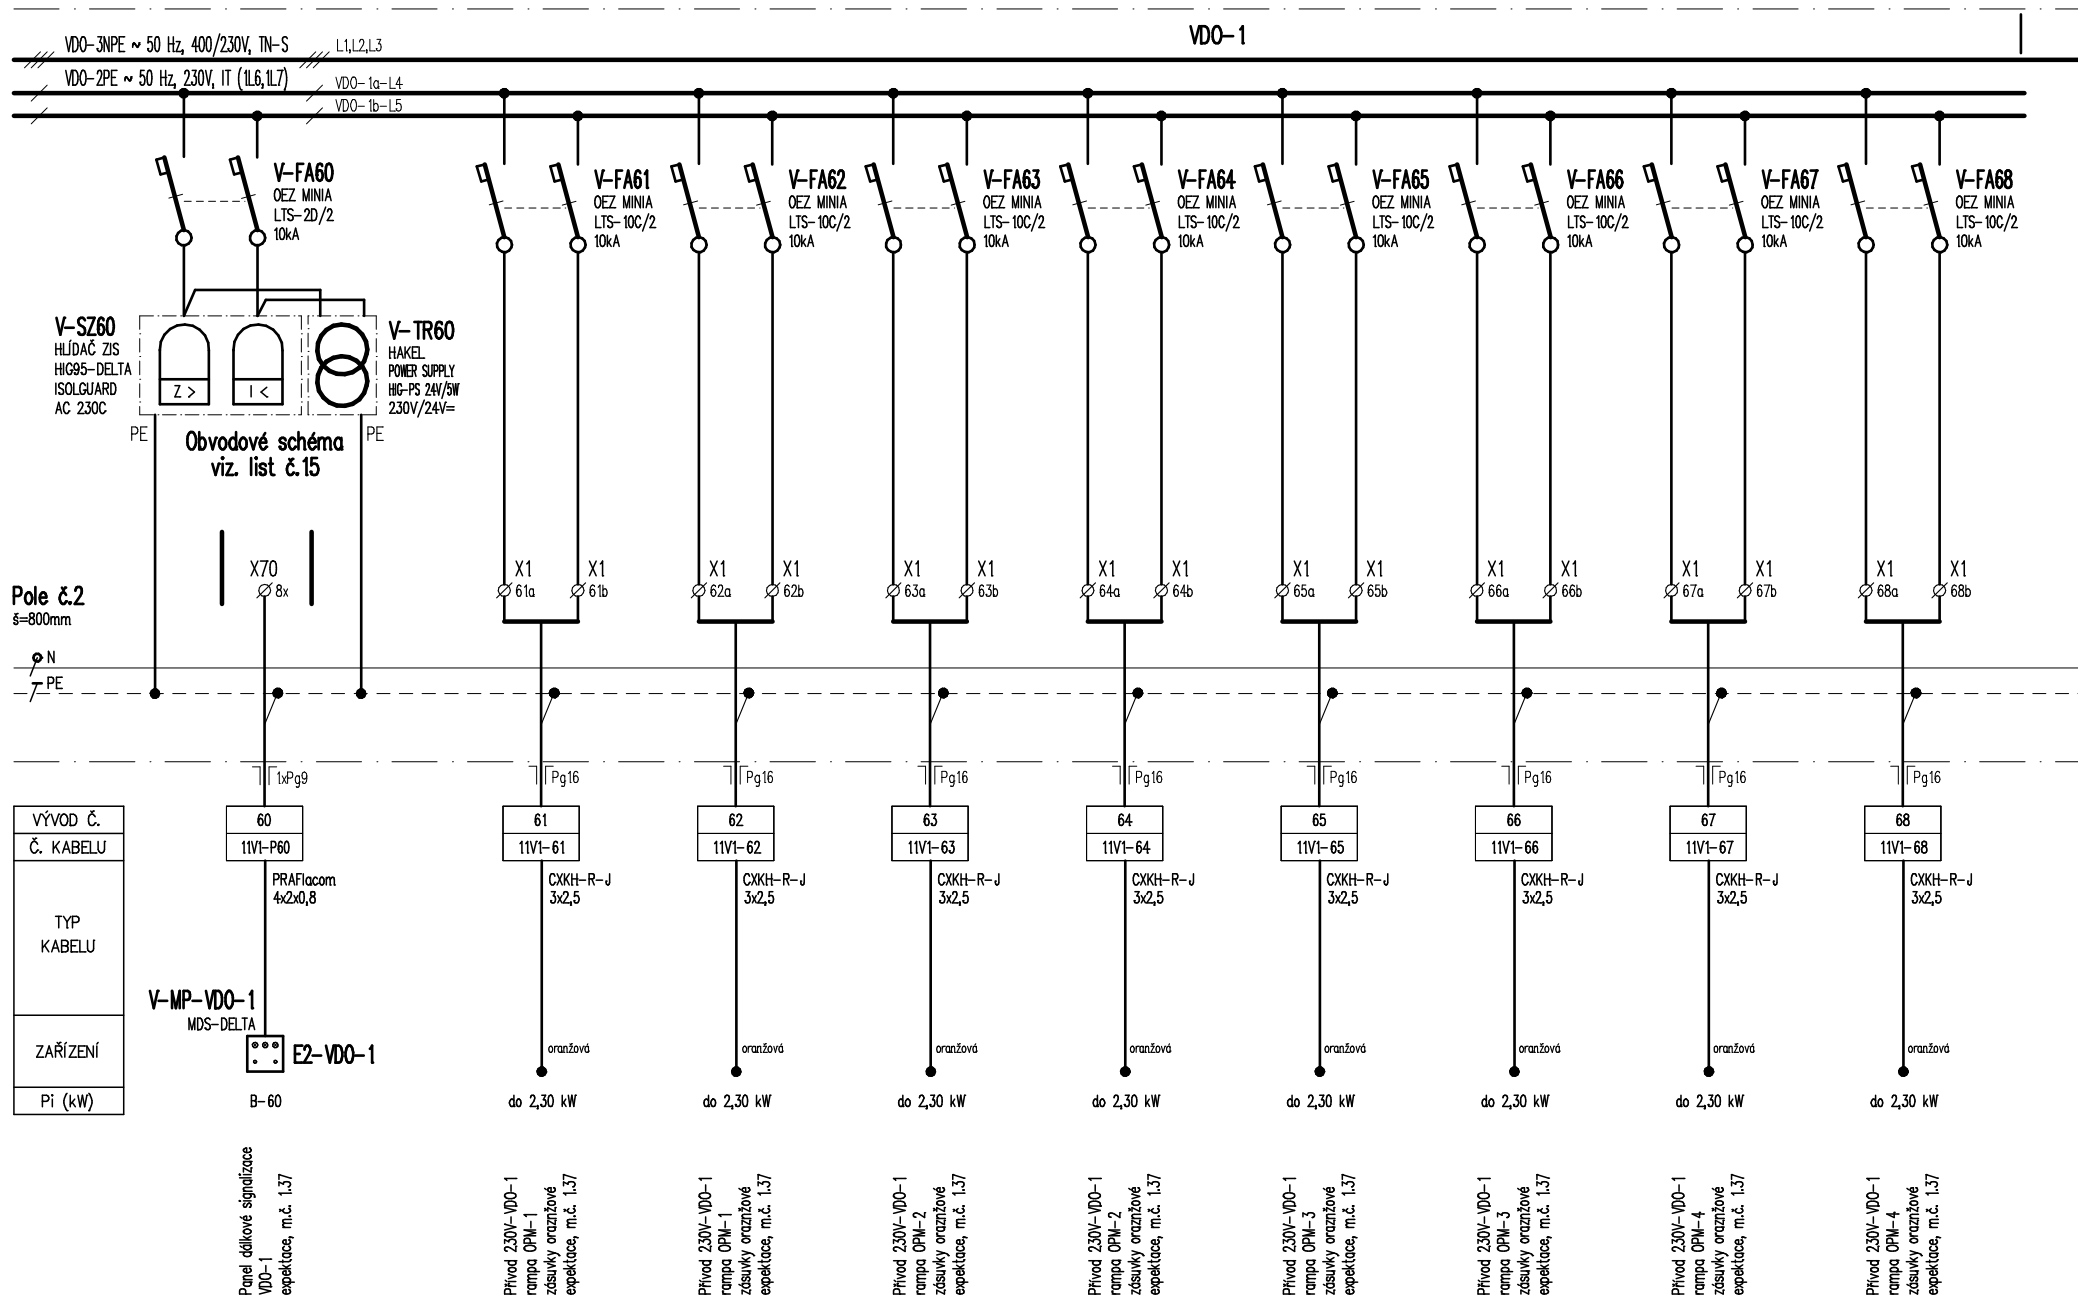 VDO-1
VDO-3NPE ~ 50 Hz, 400/230V, TN-S
L1,L2,L3
VDO-2PE ~ 50 Hz, 230V, IT (1L6,1L7)
VDO-1a-L4
VDO-1b-L5
V-FA60
OEZ MINIA
LTS-2D/2
10kA
V-FA61
OEZ MINIA
LTS-10C/2
10kA
V-FA62
OEZ MINIA
LTS-10C/2
10kA
V-FA63
OEZ MINIA
LTS-10C/2
10kA
V-FA64
OEZ MINIA
LTS-10C/2
10kA
V-FA65
OEZ MINIA
LTS-10C/2
10kA
V-FA66
OEZ MINIA
LTS-10C/2
10kA
V-FA67
OEZ MINIA
LTS-10C/2
10kA
V-FA68
OEZ MINIA
LTS-10C/2
10kA
V-SZ60
HLÍDAČ ZIS
HIG95-DELTA
ISOLGUARD
AC 230C
Z >
I <
V-TR60
HAKEL
POWER SUPPLY
HIG-PS 24V/5W
230V/24V=
PE
PE
Obvodové schéma
viz. list č.15
X70
8x
X1
61a
X1
61b
X1
62a
X1
62b
X1
63a
X1
63b
X1
64a
X1
64b
X1
65a
X1
65b
X1
66a
X1
66b
X1
67a
X1
67b
X1
68a
X1
68b
Pole č.2
š=800mm
N
PE
1xPg9
Pg16
Pg16
Pg16
Pg16
Pg16
Pg16
Pg16
Pg16
VÝVOD Č.
60
61
62
63
64
65
66
67
68
Č. KABELU
11V1-P60
11V1-61
11V1-62
11V1-63
11V1-64
11V1-65
11V1-66
11V1-67
11V1-68
TYP
KABELU
PRAFlacom
4x2x0,8
CXKH-R-J
3x2,5
CXKH-R-J
3x2,5
CXKH-R-J
3x2,5
CXKH-R-J
3x2,5
CXKH-R-J
3x2,5
CXKH-R-J
3x2,5
CXKH-R-J
3x2,5
CXKH-R-J
3x2,5
V-MP-VDO-1
MDS-DELTA
ZAŘÍZENÍ
E2-VDO-1
oranžová
oranžová
oranžová
oranžová
oranžová
oranžová
oranžová
oranžová
Pi (kW)
B-60
do 2,30 kW
do 2,30 kW
do 2,30 kW
do 2,30 kW
do 2,30 kW
do 2,30 kW
do 2,30 kW
do 2,30 kW
Panel dálkové signalizace
VDO-1
expektace, m.č. 1.37
Přívod 230V-VDO-1
rampa OPM-1
zásuvky oraznžové
expektace, m.č. 1.37
Přívod 230V-VDO-1
rampa OPM-1
zásuvky oraznžové
expektace, m.č. 1.37
Přívod 230V-VDO-1
rampa OPM-2
zásuvky oraznžové
expektace, m.č. 1.37
Přívod 230V-VDO-1
rampa OPM-2
zásuvky oraznžové
expektace, m.č. 1.37
Přívod 230V-VDO-1
rampa OPM-3
zásuvky oraznžové
expektace, m.č. 1.37
Přívod 230V-VDO-1
rampa OPM-3
zásuvky oraznžové
expektace, m.č. 1.37
Přívod 230V-VDO-1
rampa OPM-4
zásuvky oraznžové
expektace, m.č. 1.37
Přívod 230V-VDO-1
rampa OPM-4
zásuvky oraznžové
expektace, m.č. 1.37